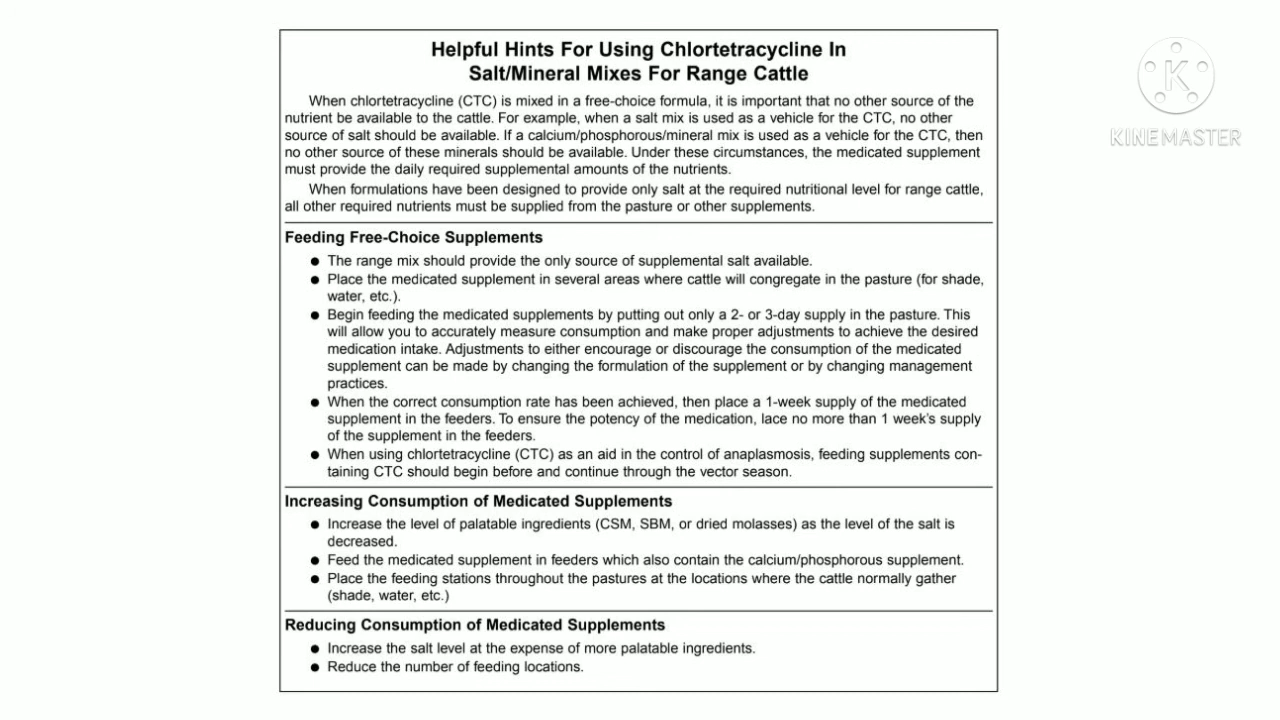 Helpful Hints For Using Chlortetracycline In
Salt/Mineral Mixes For Range Cattle
When chlortetracycline (CTC) is mixed in a free-choice formula, it is important that no other source of the
nutrient be available to the cattle. For example, when a salt mix is used as a vehicle for the CTC, no other
source of salt should be available. If a calcium/phosphorous/mineral mix is used as a vehicle for the CTC, then
no other source of these minerals should be available. Under these circumstances, the medicated supplement
must provide the daily required supplemental amounts of the nutrients.
When formulations have been designed to provide only salt at the required nutritional level for range cattle,
all other required nutrients must be supplied from the pasture or other supplements.
Feeding Free-Choice Supplements
● The range mix should provide the only source of supplemental salt available.
● Place the medicated supplement in several areas where cattle will congregate in the pasture (for shade,
water, etc.).
● Begin feeding the medicated supplements by putting out only a 2- or 3-day supply in the pasture. This
will allow you to accurately measure consumption and make proper adjustments to achieve the desired
medication intake. Adjustments to either encourage or discourage the consumption of the medicated
supplement can be made by changing the formulation of the supplement or by changing management
practices.
● When the correct consumption rate has been achieved, then place a 1-week supply of the medicated
supplement in the feeders. To ensure the potency of the medication, lace no more than 1 week's supply
of the supplement in the feeders.
● When using chlortetracycline (CTC) as an aid in the control of anaplasmosis, feeding supplements con-
taining CTC should begin before and continue through the vector season.
Increasing Consumption of Medicated Supplements
● Increase the level of palatable ingredients (CSM, SBM, or dried molasses) as the level of the salt is
decreased.
● Feed the medicated supplement in feeders which also contain the calcium/phosphorous supplement.
● Place the feeding stations throughout the pastures at the locations where the cattle normally gather
(shade, water, etc.)
Reducing Consumption of Medicated Supplements
● Increase the salt level at the expense of more palatable ingredients.
● Reduce the number of feeding locations.
K
KINEMASTER